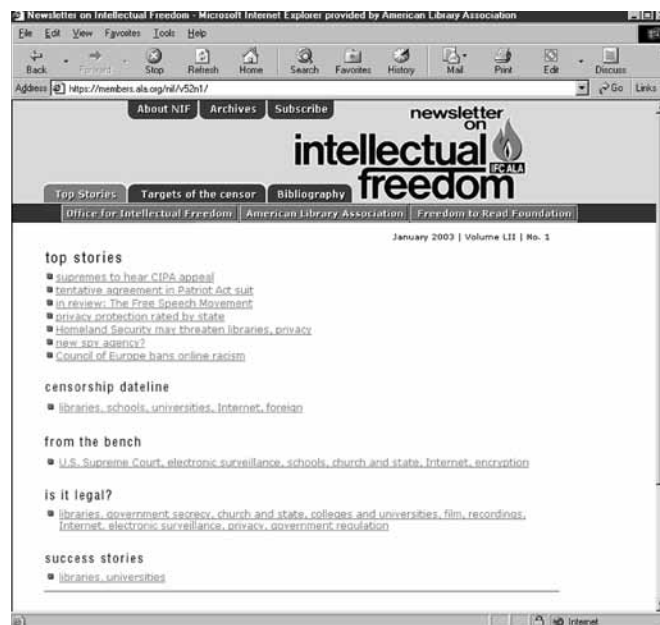 Newsletter on Intellectual Freedom - Microsoft Internet Explorer provided by American Library Association
File Edit View Favorites Tools Help
Back Forward Stop Refresh Home Search Favorites History Mail Print Edit Discuss
Address https://members.ala.org/nif/v52n1/ Go Links
About NIF Archives Subscribe
newsletter
on
intellectual
freedom
IFC ALA
Top Stories Targets of the censor Bibliography
Office for Intellectual Freedom American Library Association Freedom to Read Foundation
January 2003 | Volume LII | No. 1
top stories
supremes to hear CIPA appeal
tentative agreement in Patriot Act suit
in review: The Free Speech Movement
privacy protection rated by state
Homeland Security may threaten libraries, privacy
new spy agency?
Council of Europe bans online racism
censorship dateline
libraries, schools, universities, Internet, foreign
from the bench
U.S. Supreme Court, electronic surveillance, schools, church and state, Internet, encryption
is it legal?
libraries, government secrecy, church and state, colleges and universities, film, recordings,
Internet, electronic surveillance, privacy, government regulation
success stories
libraries, universities
Internet